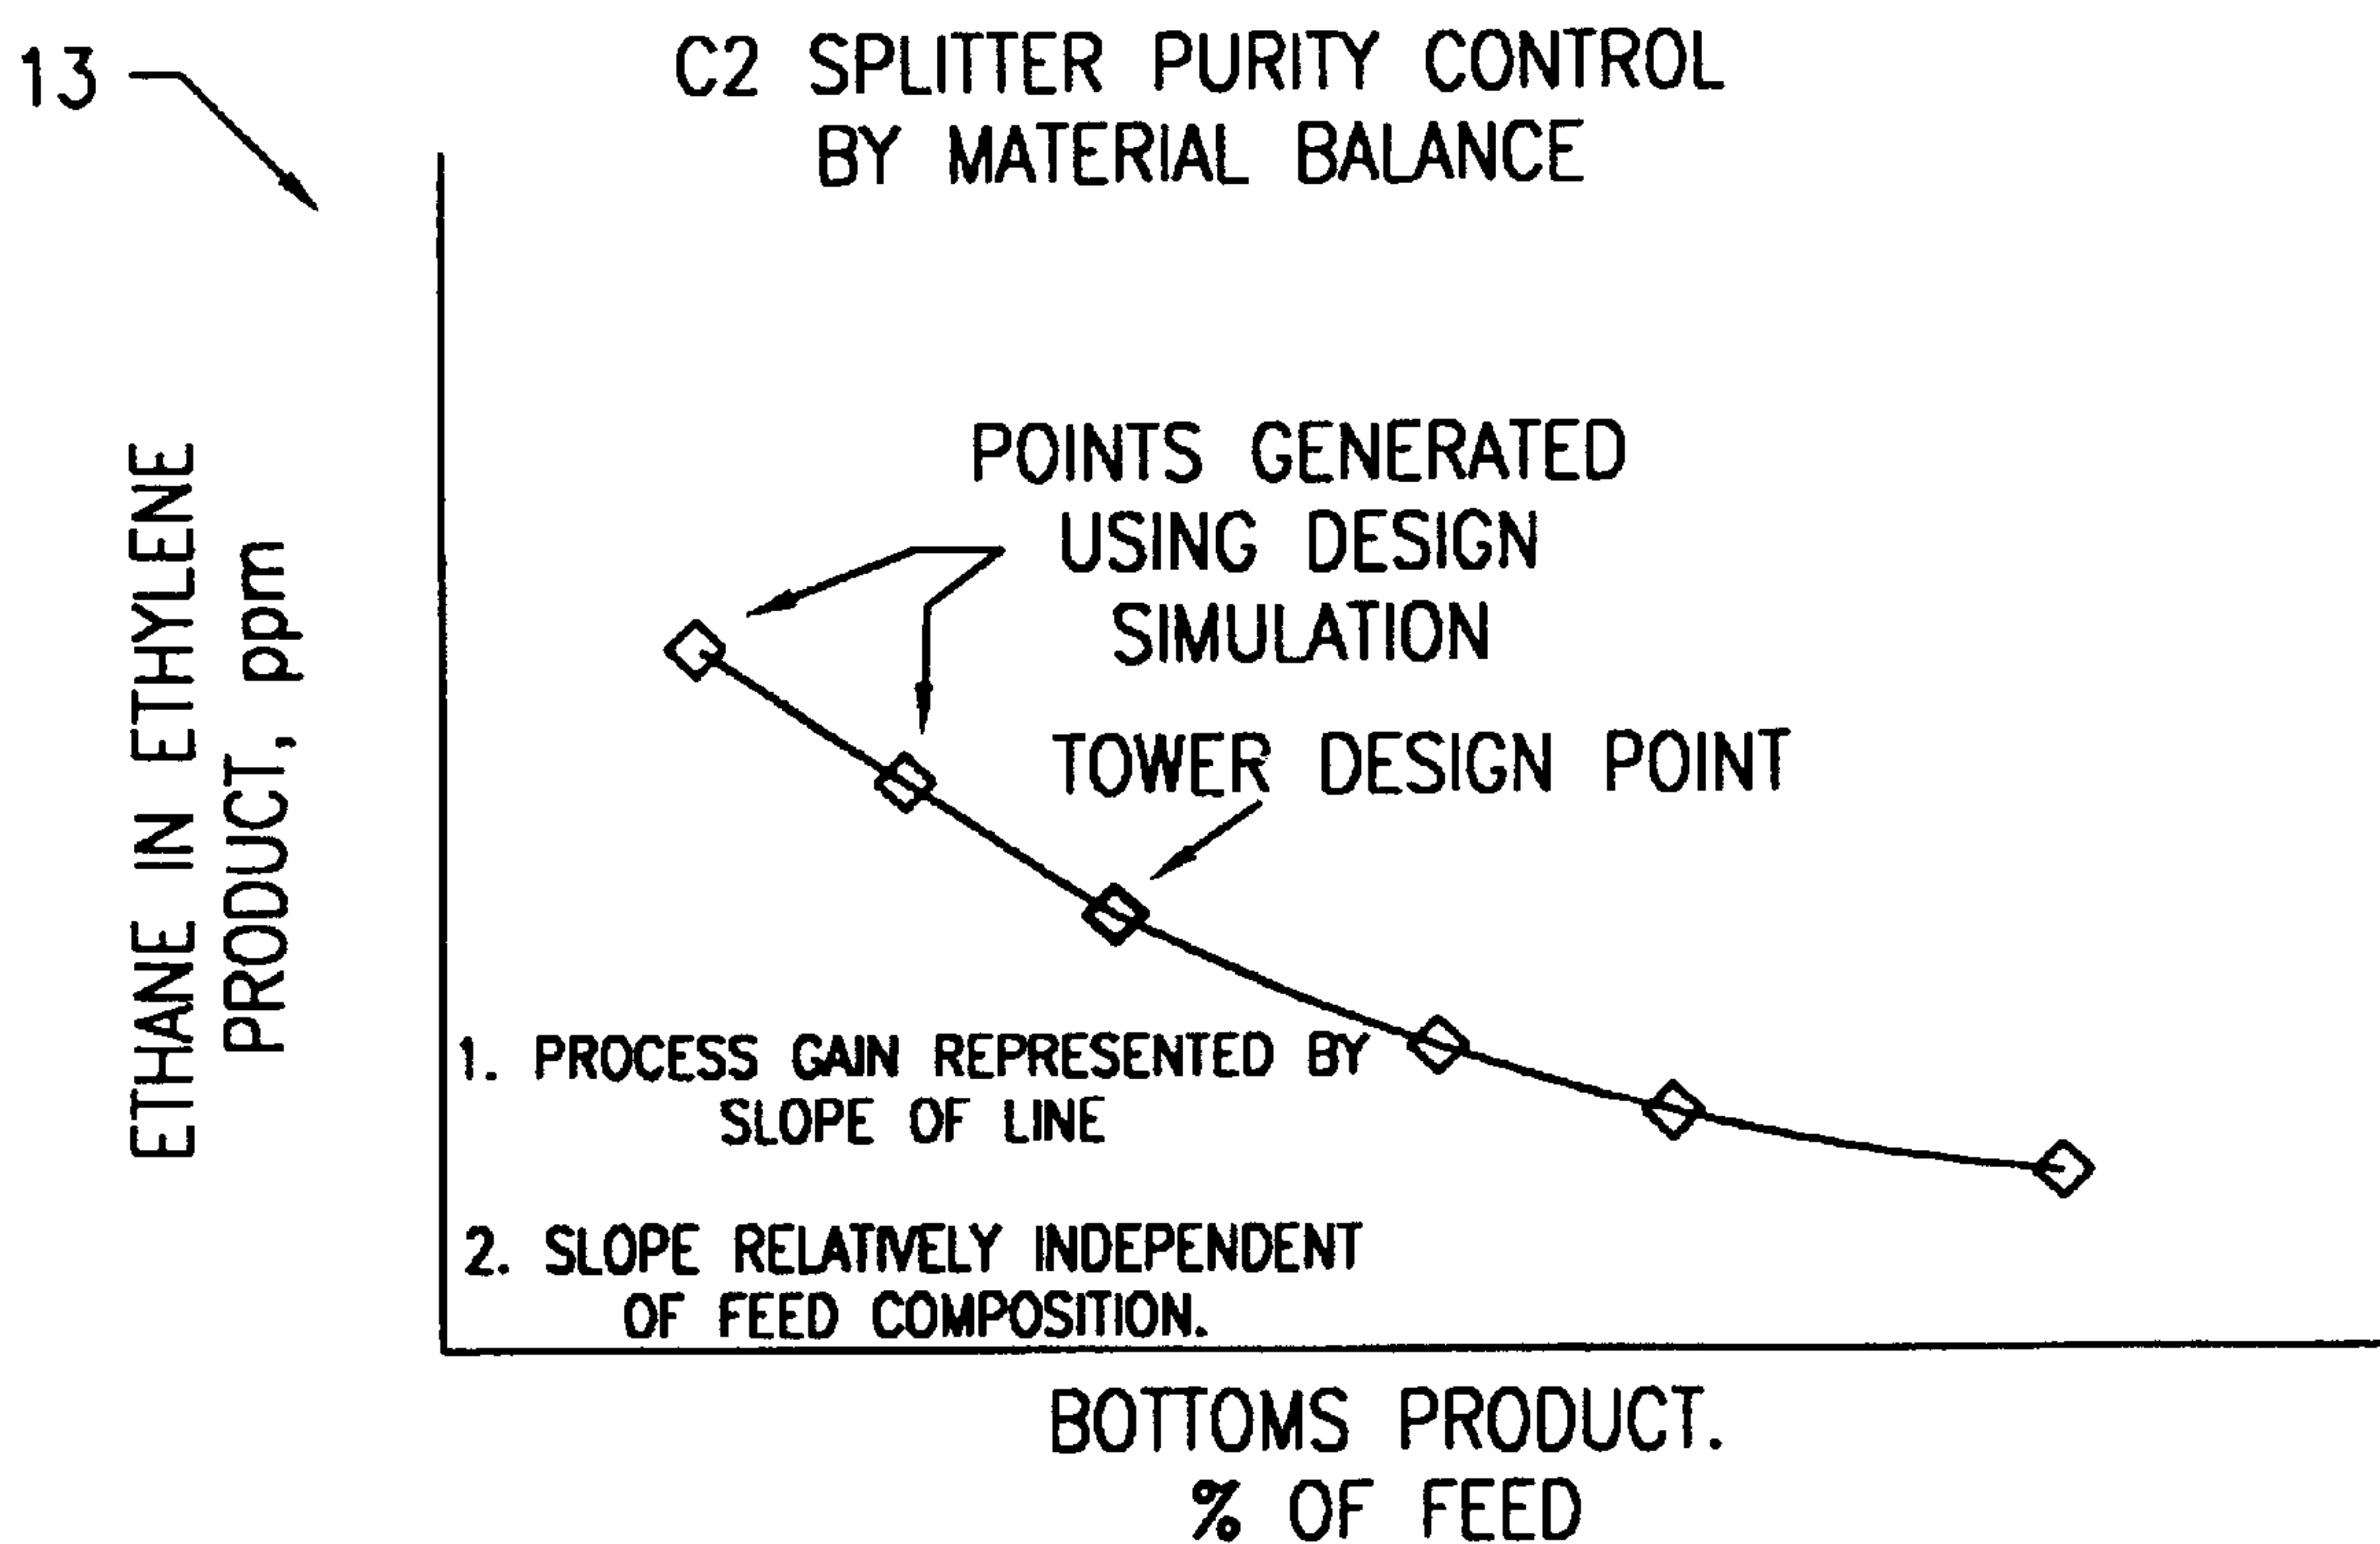 13
C2 SPLITTER PURITY CONTROL
BY MATERIAL BALANCE
POINTS GENERATED
USING DESIGN
SIMULATION
TOWER DESIGN POINT
ETHANE IN ETHYLENE
PRODUCT, ppm
1. PROCESS GAIN REPRESENTED BY
SLOPE OF LINE
2. SLOPE RELATIVELY INDEPENDENT
OF FEED COMPOSITION.
BOTTOMS PRODUCT.
% OF FEED